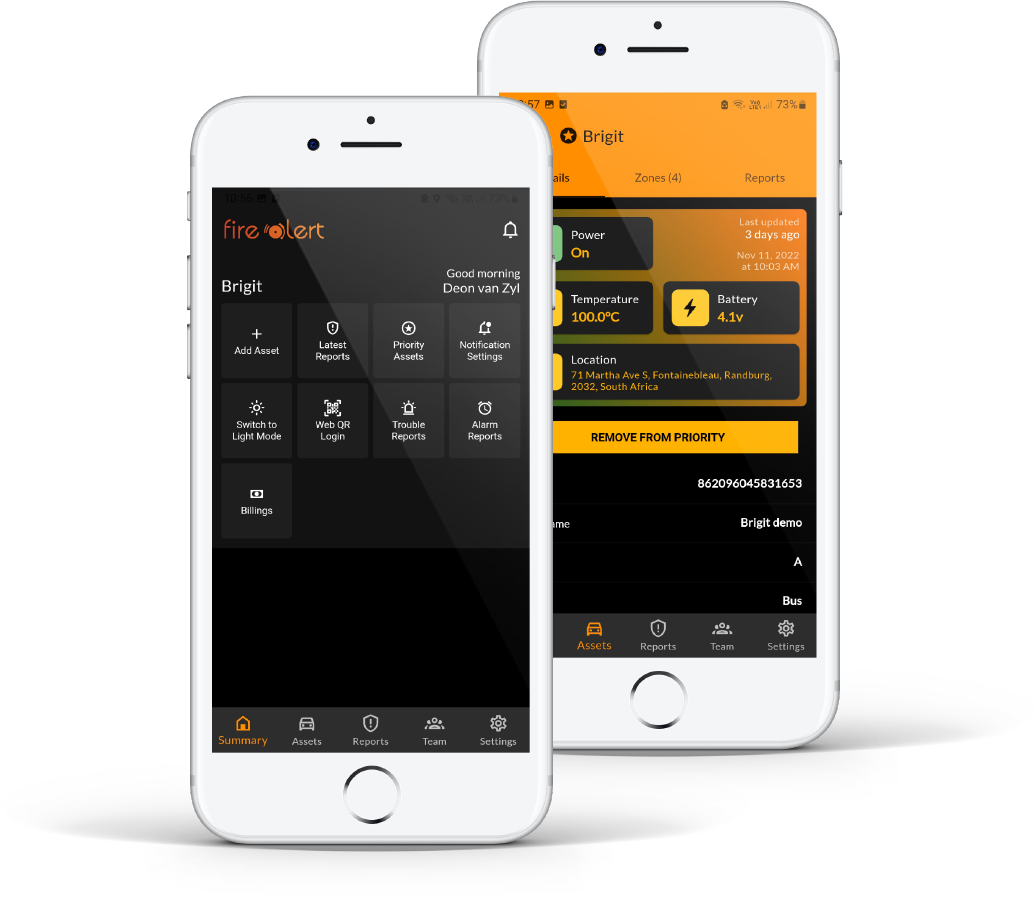 10:56
fire alert
Good morning
Brigit
Deon van Zyl
Add Asset
Latest
Reports
Priority
Assets
Notification
Settings
Switch to
Light Mode
Web QR
Login
Trouble
Reports
Alarm
Reports
Billings
Summary
Assets
Reports
Team
Settings
:57
73%
Brigit
ails
Zones (4)
Reports
Power
On
Last updated
3 days ago
Nov 11, 2022
at 10:03 AM
Temperature
100.0°C
Battery
4.1v
Location
71 Martha Ave S, Fontainebleau, Randburg,
2032, South Africa
REMOVE FROM PRIORITY
862096045831653
ame
Brigit demo
A
Bus
Assets
Reports
Team
Settings